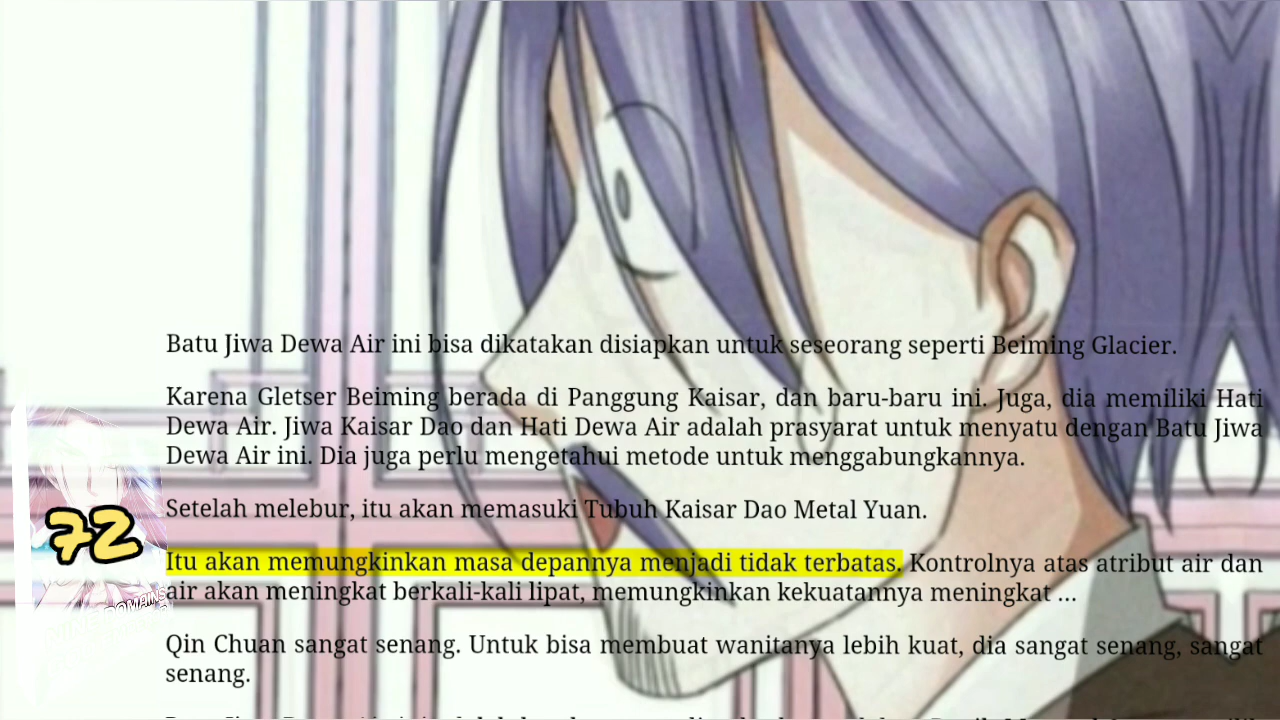 Batu Jiwa Dewa Air ini bisa dikatakan disiapkan untuk seseorang seperti Beiming Glacier.
Karena Gletser Beiming berada di Panggung Kaisar, dan baru-baru ini. Juga, dia memiliki Hati
Dewa Air. Jiwa Kaisar Dao dan Hati Dewa Air adalah prasyarat untuk menyatu dengan Batu Jiwa
Dewa Air ini. Dia juga perlu mengetahui metode untuk menggabungkannya.
Setelah melebur, itu akan memasuki Tubuh Kaisar Dao Metal Yuan.
72
Itu akan memungkinkan masa depannya menjadi tidak terbatas. Kontrolnya atas atribut air dan
air akan meningkat berkali-kali lipat, memungkinkan kekuatannya meningkat ...
Qin Chuan sangat senang. Untuk bisa membuat wanitanya lebih kuat, dia sangat senang, sangat
senang.